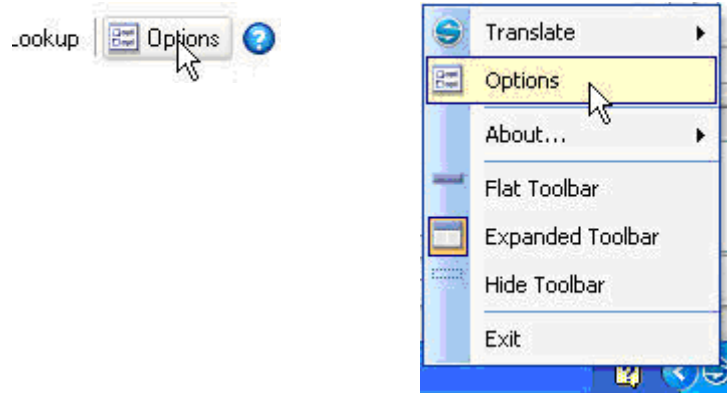 .ookup Options
Translate
Options
About...
Flat Toolbar
Expanded Toolbar
Hide Toolbar
Exit